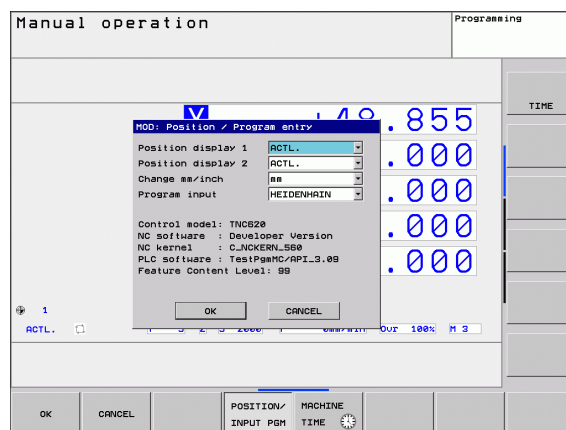 Manual operation
Programming
TIME
MOD: Position / Program entry
Position display 1 ACTL.
Position display 2 ACTL.
Change mm/inch mm
Program input HEIDENHAIN
Control model: TNC620
NC software : Developer Version
NC kernel : C_NCKERN_560
PLC software : TestPgmMC/API_3.09
Feature Content Level: 99
OK CANCEL
.855
.000
.000
.000
.000
1
ACTL.
Ovr 100% M 3
OK
CANCEL
POSITION/
INPUT PGM
MACHINE
TIME